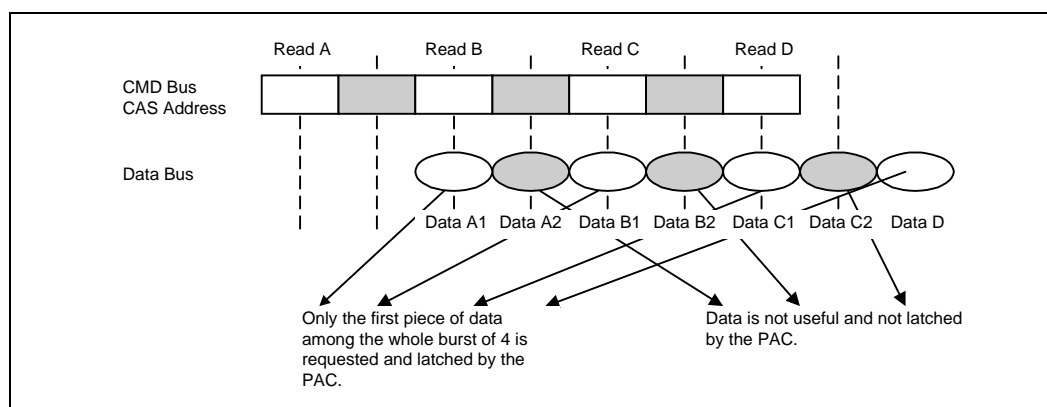 Read A Read B Read C Read D
CMD Bus
CAS Address
Data Bus
Data A1 Data A2 Data B1 Data B2 Data C1 Data C2 Data D
Only the first piece of data
among the whole burst of 4 is
requested and latched by the
PAC.
Data is not useful and not latched
by the PAC.